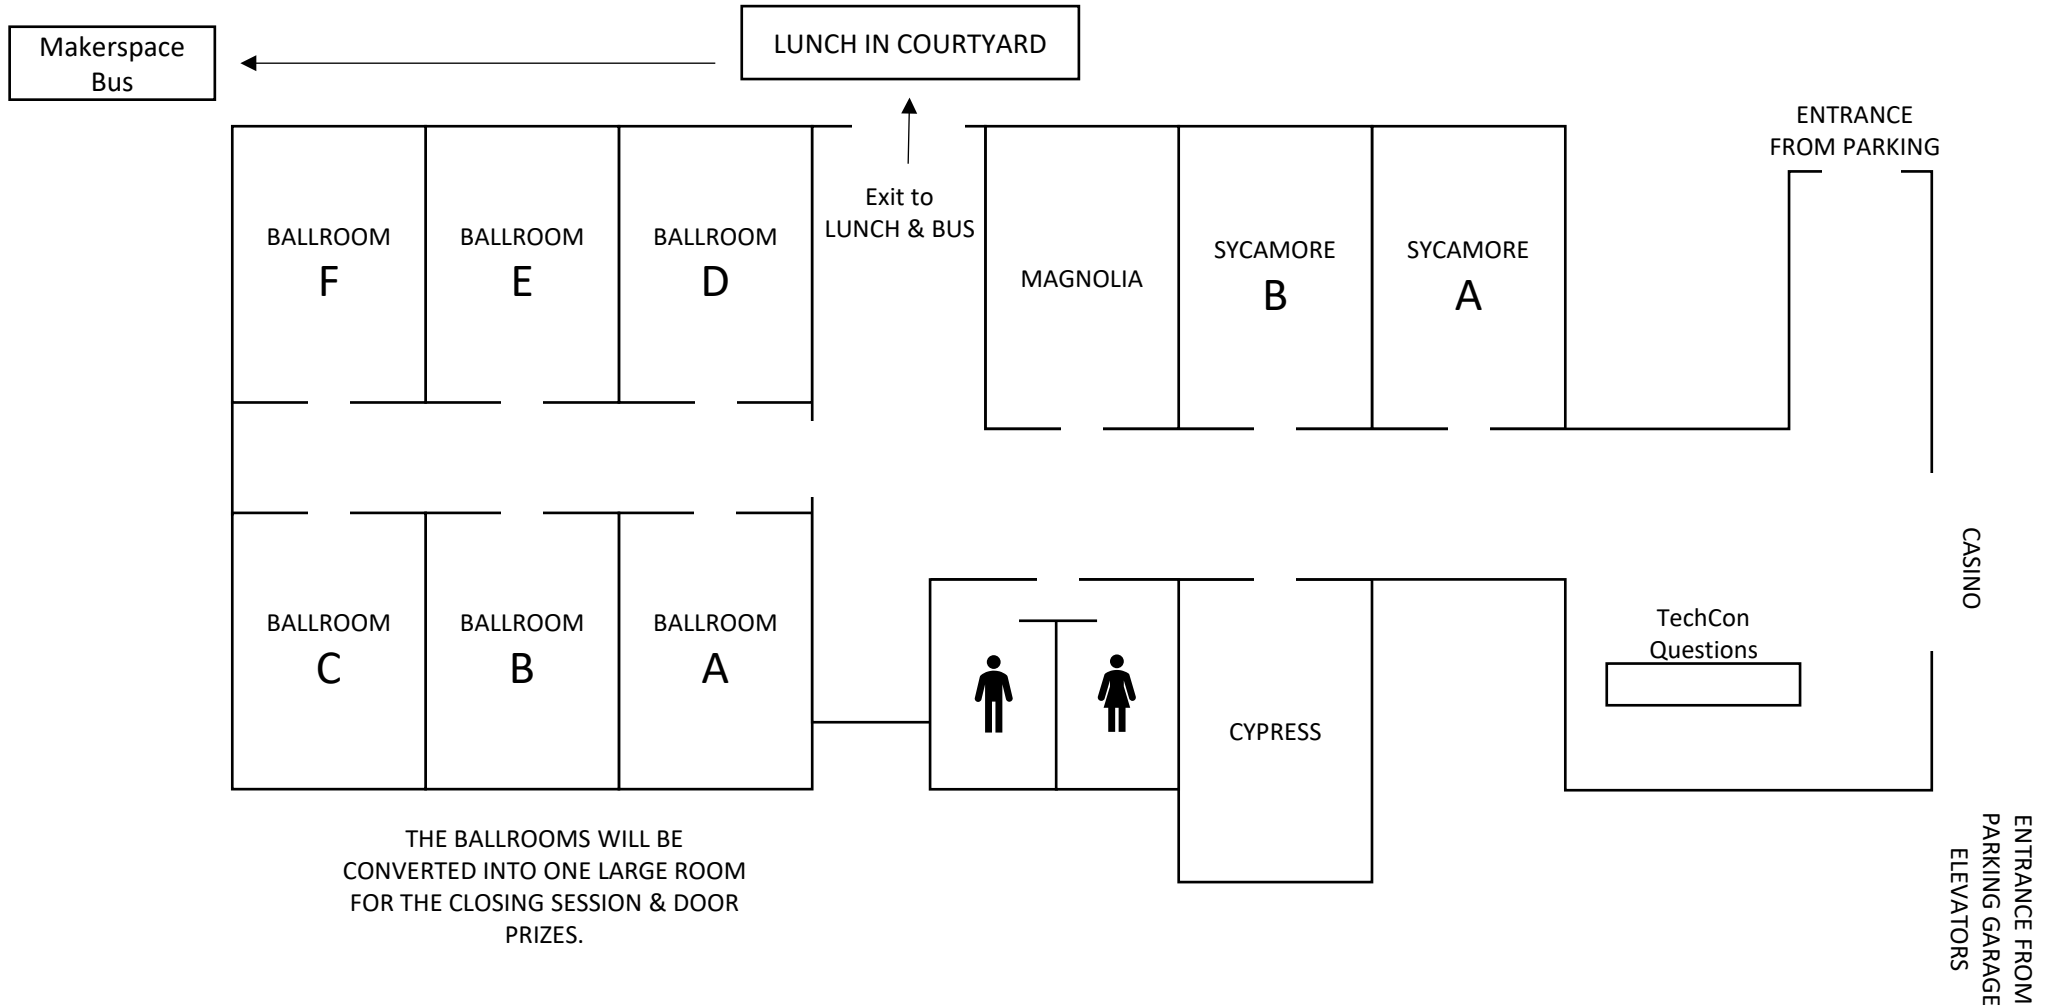 Makerspace
Bus
LUNCH IN COURTYARD
ENTRANCE
FROM PARKING
Exit to
LUNCH & BUS
BALLROOM
F
BALLROOM
E
BALLROOM
D
MAGNOLIA
SYCAMORE
B
SYCAMORE
A
CASINO
BALLROOM
C
BALLROOM
B
BALLROOM
A
CYPRESS
TechCon
Questions
THE BALLROOMS WILL BE
CONVERTED INTO ONE LARGE ROOM
FOR THE CLOSING SESSION & DOOR
PRIZES.
ENTRANCE FROM
PARKING GARAGE
ELEVATORS